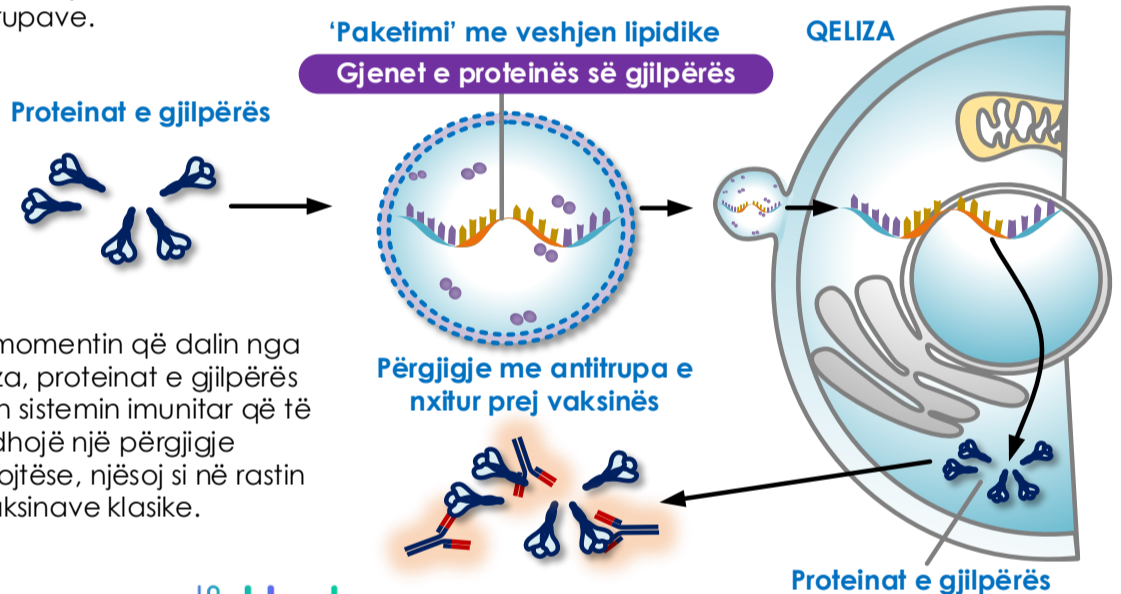 rupave.
'Paketimi' me veshjen lipidike
QELIZA
Gjenet e proteinës së gjilpërës
Proteinat e gjilpërës
momentin që dalin nga
za, proteinat e gjilpërës
n sistemin imunitar që të
dhojë një përgjigje
ojtëse, njësoj si në rastin
aksinave klasike.
Përgjigje me antitrupa e
nxitur prej vaksinës
Proteinat e gjilpërës